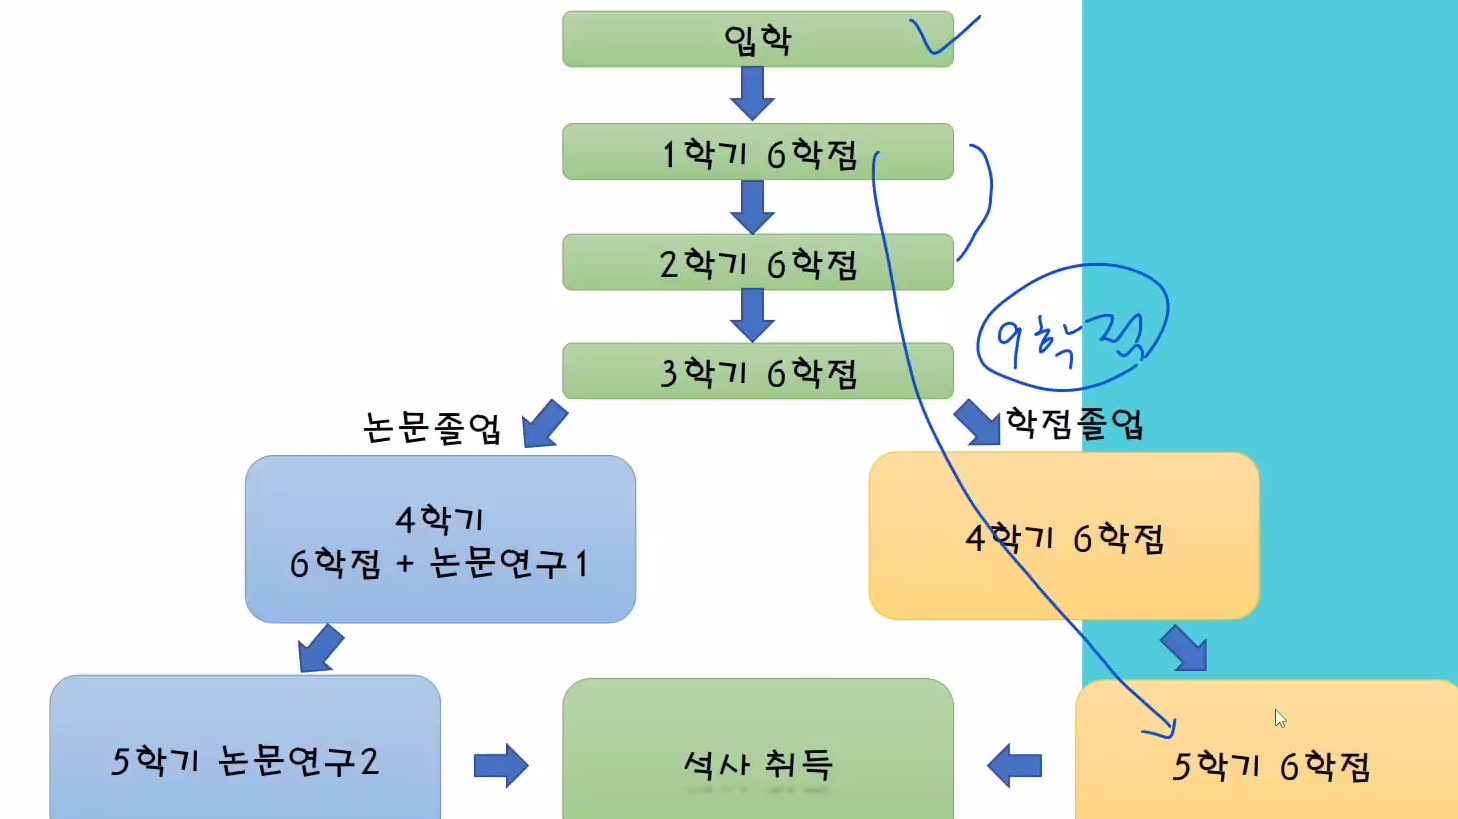 입학
1학기 6학점
2학기 6학점
9학점
3학기 6학점
논문졸업
학점졸업
4학기
6학점 + 논문연구1
4학기 6학점
5학기 논문연구2
석사 취득
5학기 6학점